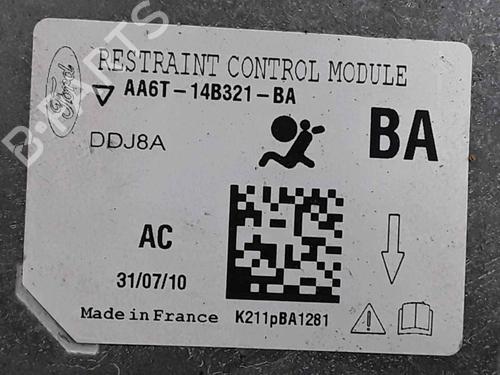 Ford
RESTRAINT CONTROL MODULE
AA6T-14B321-BA
DDJ8A
BA
AC
31/07/10
Made in France
K211pBA1281
B-PARTS